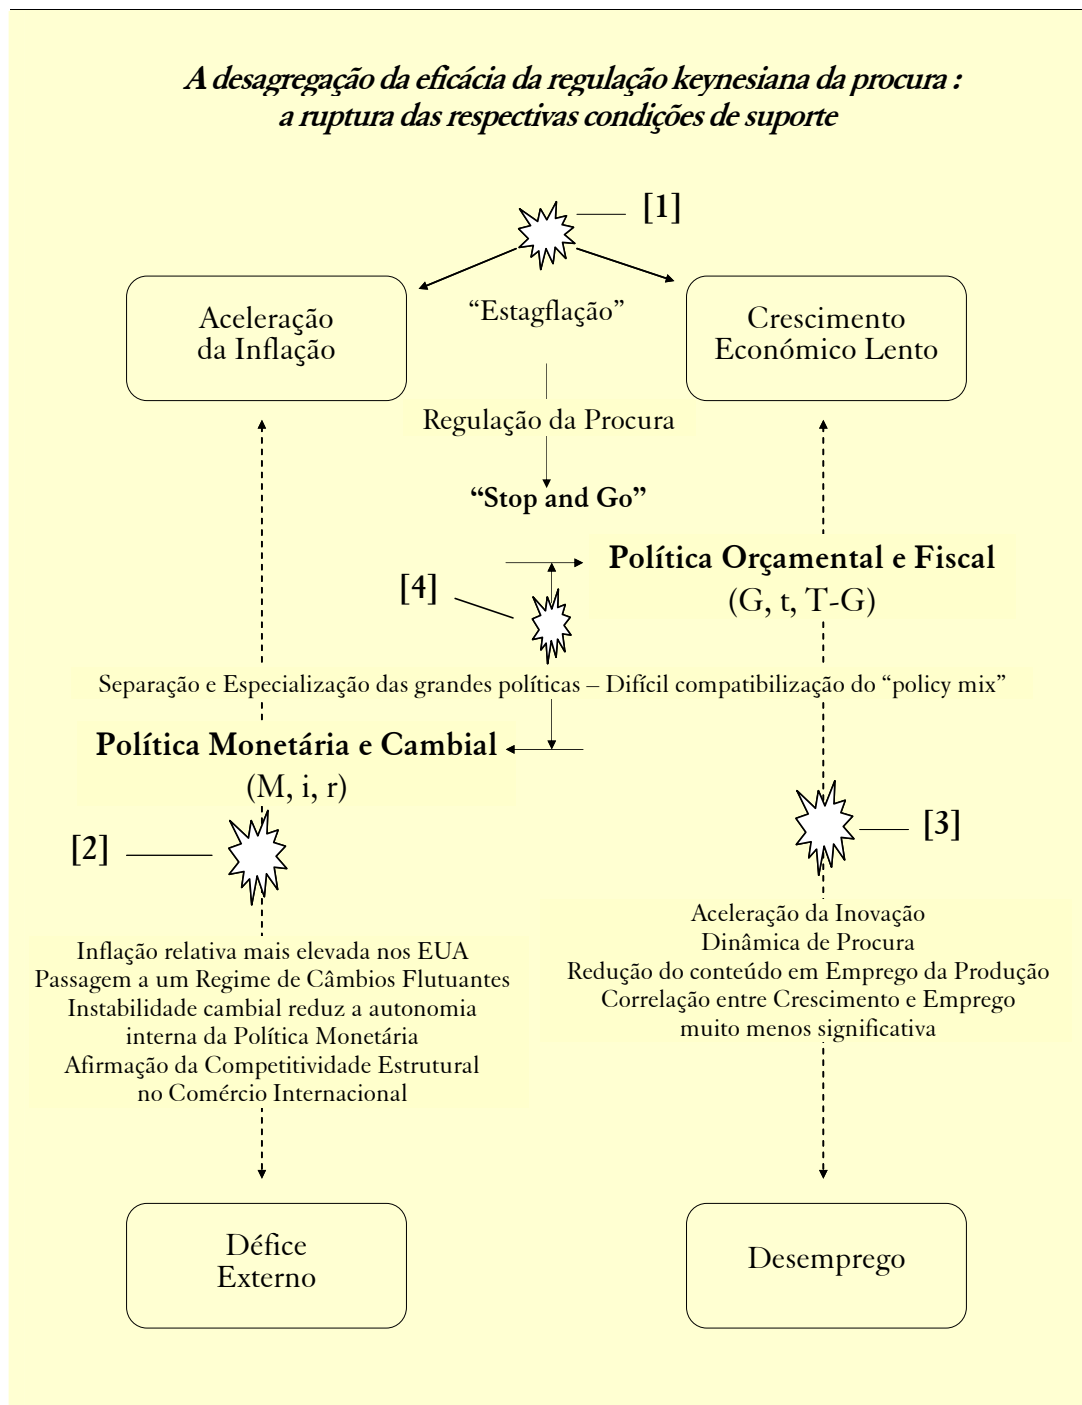 A desagregação da eficácia da regulação keynesiana da procura :
a ruptura das respectivas condições de suporte
[1]
Aceleração
da Inflação
“Estagflação”
Crescimento
Económico Lento
Regulação da Procura
“Stop and Go”
Política Orçamental e Fiscal
(G, t, T-G)
[4]
Separação e Especialização das grandes políticas – Difícil compatibilização do “policy mix”
Política Monetária e Cambial
(M, i, r)
[2]
[3]
Inflação relativa mais elevada nos EUA
Passagem a um Regime de Câmbios Flutuantes
Instabilidade cambial reduz a autonomia
interna da Política Monetária
Afirmação da Competitividade Estrutural
no Comércio Internacional
Aceleração da Inovação
Dinâmica de Procura
Redução do conteúdo em Emprego da Produção
Correlação entre Crescimento e Emprego
muito menos significativa
Défice
Externo
Desemprego